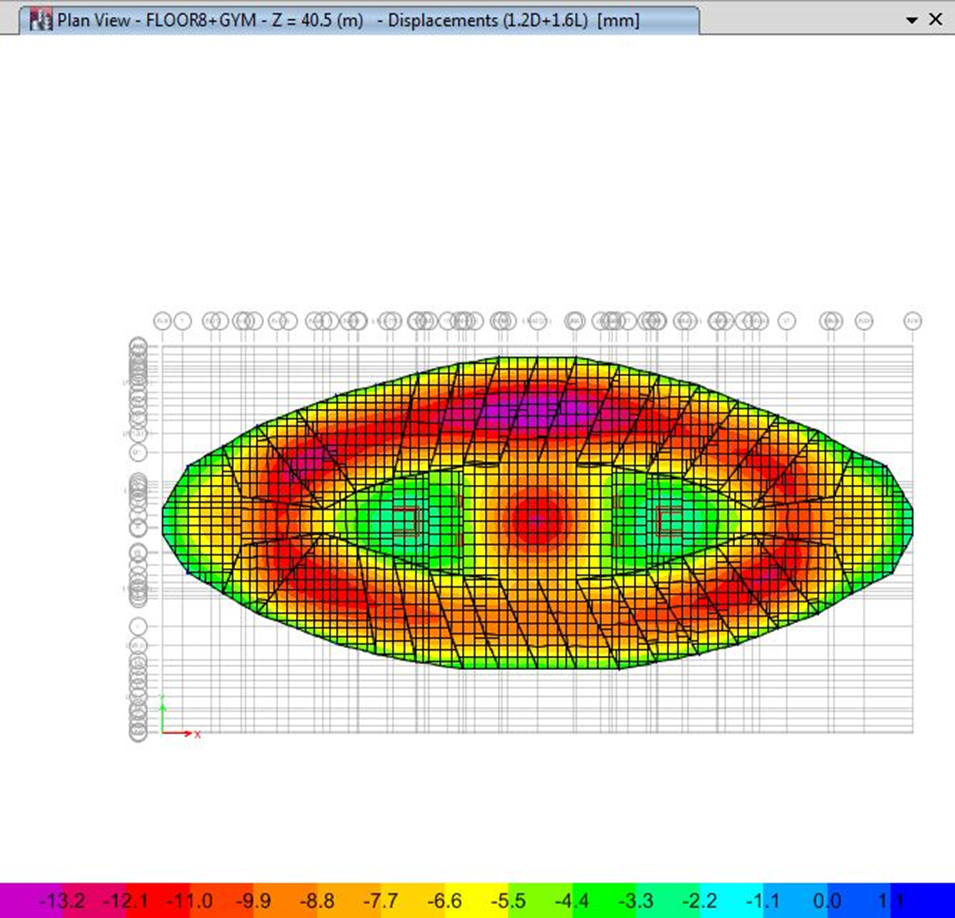 Plan View - FLOOR8+GYM - Z = 40.5 (m) - Displacements (1.2D+1.6L) [mm]
X
-13.2 -12.1 -11.0 -9.9 -8.8 -7.7 -6.6 -5.5 -4.4 -3.3 -2.2 -1.1 0.0 1.1